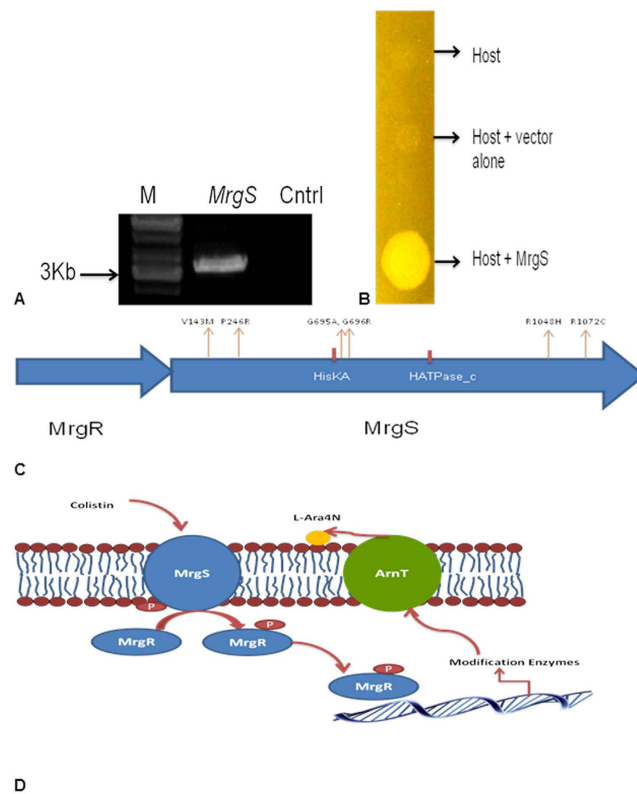 Host
Host + vector
alone
M MrgS Cntrl
3Kb
Host + MrgS
A
B
V143M P246R G695A, G696R R1048H R1072C
HisKA HATPase_c
MrgR MrgS
C
Colistin
L-Ara4N
MrgS
ArnT
P
MrgR
P
MrgR
Modification Enzymes
P
MrgR
D